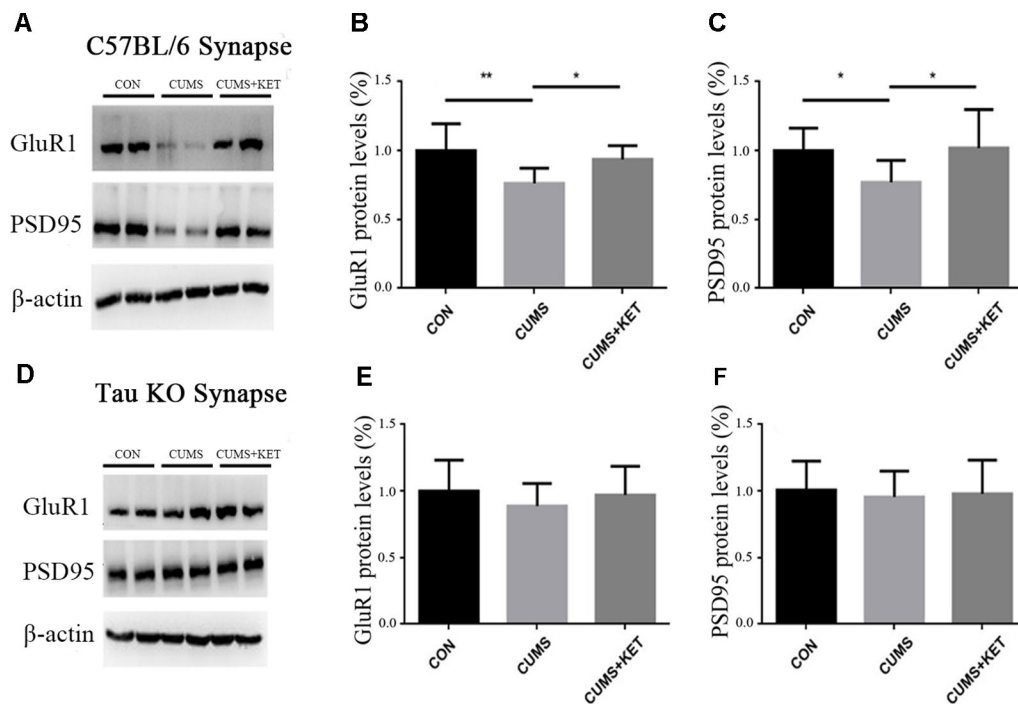 A
C57BL/6 Synapse
CON CUMS CUMS+KET
GluR1
PSD95
β-actin
B
GluR1 protein levels (%)
1.5
1.0
0.5
0.0
** *
CON CUMS CUMS+KET
C
PSD95 protein levels (%)
1.5
1.0
0.5
0.0
* *
CON CUMS CUMS+KET
D
Tau KO Synapse
CON CUMS CUMS+KET
GluR1
PSD95
β-actin
E
GluR1 protein levels (%)
1.5
1.0
0.5
0.0
CON CUMS CUMS+KET
F
PSD95 protein levels (%)
1.5
1.0
0.5
0.0
CON CUMS CUMS+KET